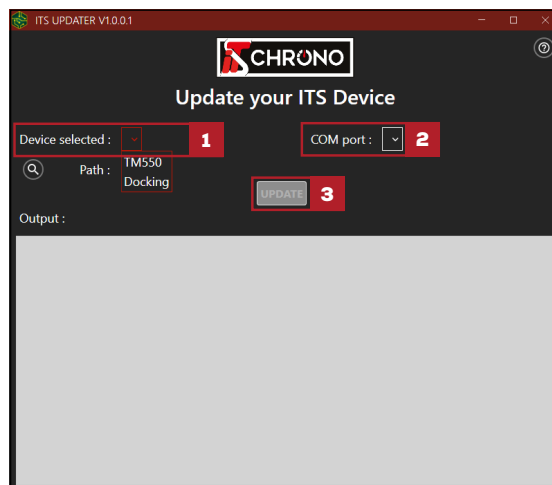 ITS UPDATER V1.0.0.1
iTS CHRONO
Update your ITS Device
Device selected : 1 COM port : 2
Path : TM550
Docking
UPDATE 3
Output :